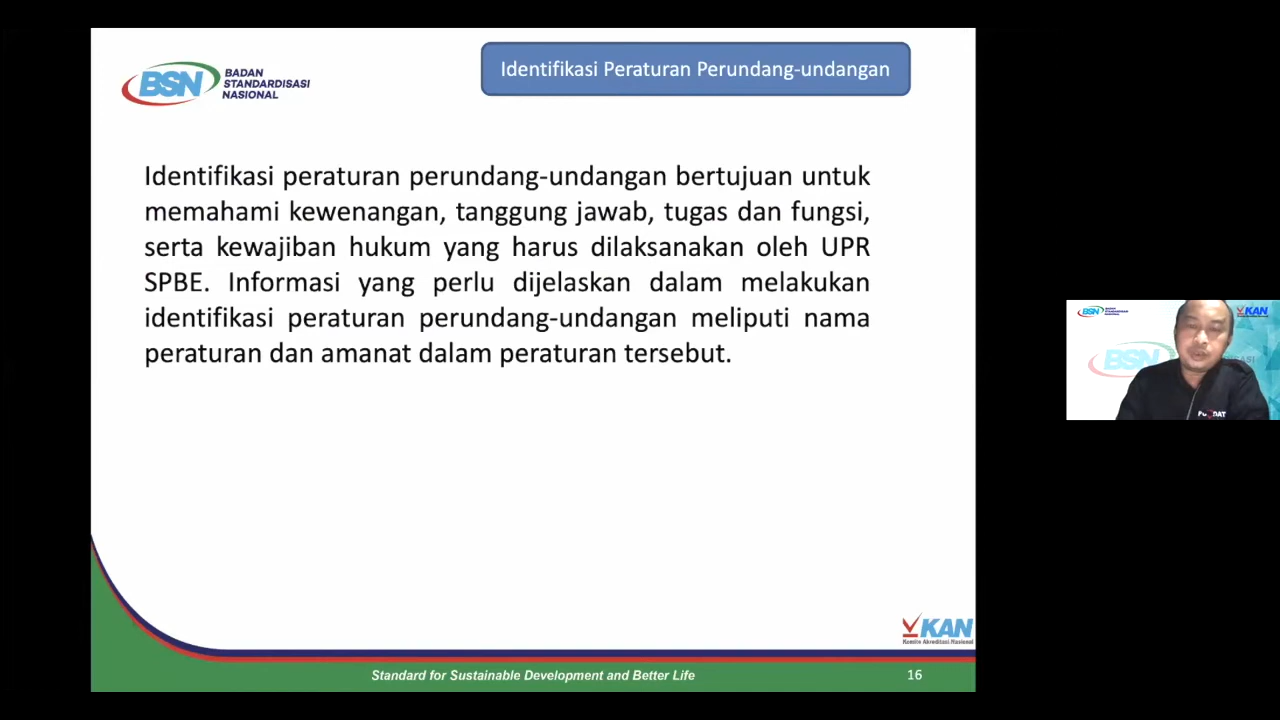 BSN BADAN
STANDARDISASI
NASIONAL
Identifikasi Peraturan Perundang-undangan
Identifikasi peraturan perundang-undangan bertujuan untuk
memahami kewenangan, tanggung jawab, tugas dan fungsi,
serta kewajiban hukum yang harus dilaksanakan oleh UPR
SPBE. Informasi yang perlu dijelaskan dalam melakukan
identifikasi peraturan perundang-undangan meliputi nama
peraturan dan amanat dalam peraturan tersebut.
KAN
Komite Akreditasi Nasional
Standard for Sustainable Development and Better Life
16
BSN
KAN
BSN